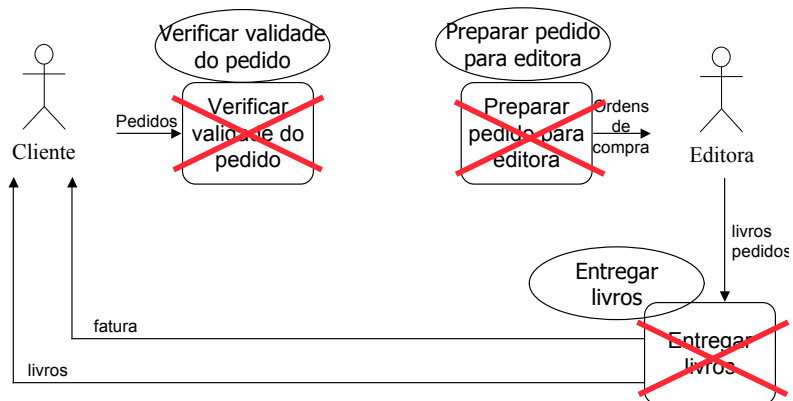 Verificar validade
do pedido
Preparar pedido
para editora
Pedidos
Verificar
validade do
pedido
Preparar
pedido para
editora
Ordens
de
compra
Cliente
Editora
livros
pedidos
Entregar
livros
fatura
Entregar
livros
livros